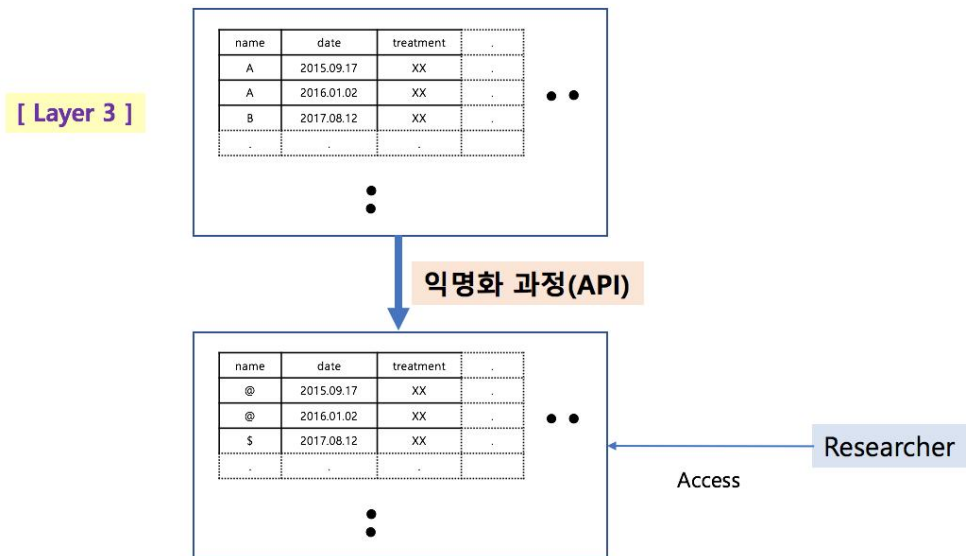 name date treatment .
A 2015.09.17 XX .
[ Layer 3 ]
A 2016.01.02 XX .
B 2017.08.12 XX .
. . .
익명화 과정(API)
name date treatment .
@ 2015.09.17 XX .
@ 2016.01.02 XX .
$ 2017.08.12 XX .
Researcher
. . . .
Access